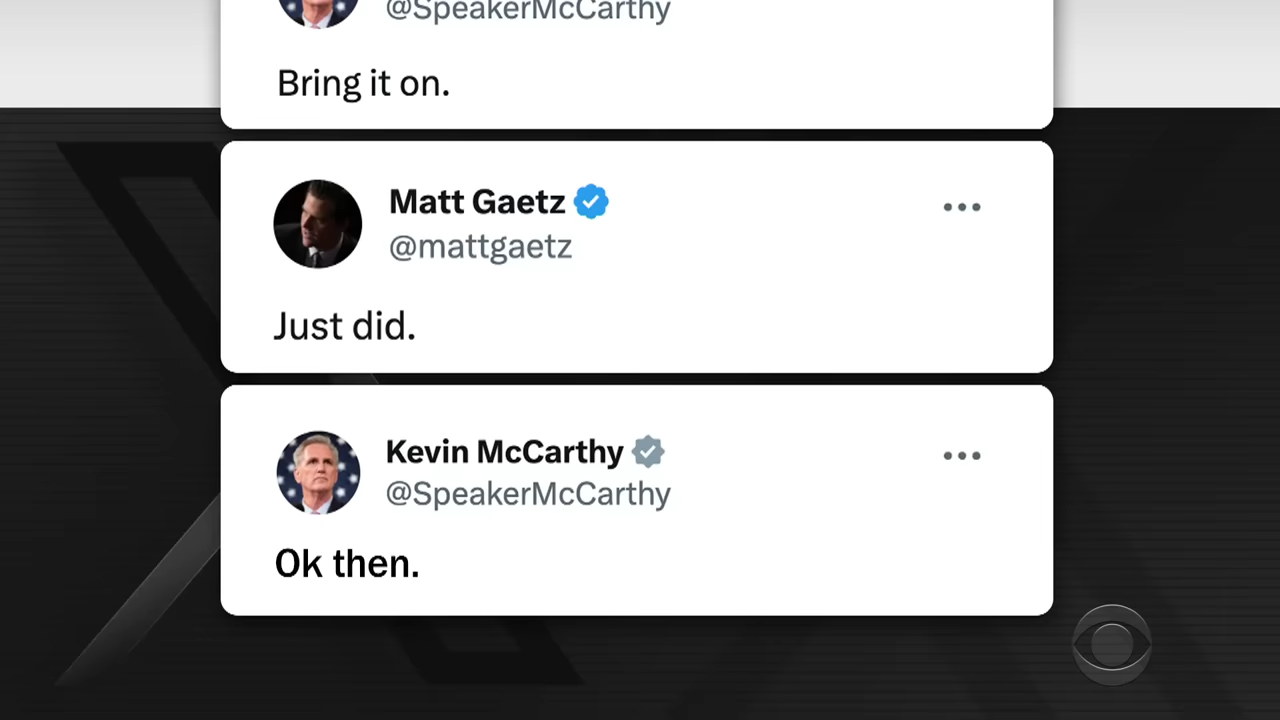 @SpeakerMcCarthy
Bring it on.
Matt Gaetz
@mattgaetz
Just did.
Kevin McCarthy
@SpeakerMcCarthy
Ok then.